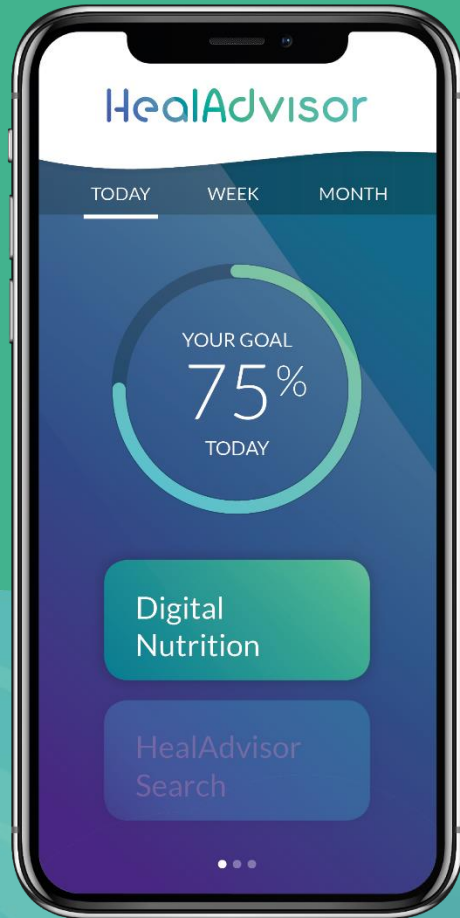 HealAdvisor
TODAY WEEK MONTH
YOUR GOAL
75%
TODAY
Digital
Nutrition
HealAdvisor
Search